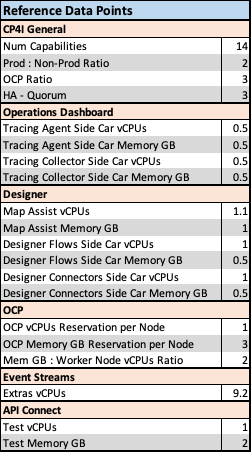 Reference Data Points
CP4I General
Num Capabilities 14
Prod : Non-Prod Ratio 2
OCP Ratio 3
HA - Quorum 3
Operations Dashboard
Tracing Agent Side Car vCPUs 0.5
Tracing Agent Side Car Memory GB 0.5
Tracing Collector Side Car vCPUs 0.5
Tracing Collector Side Car Memory GB 0.5
Designer
Map Assist vCPUs 1.1
Map Assist Memory GB 1
Designer Flows Side Car vCPUs 1
Designer Flows Side Car Memory GB 0.5
Designer Connectors Side Car vCPUs 1
Designer Connectors Side Car Memory GB 0.5
OCP
OCP vCPUs Reservation per Node 1
OCP Memory GB Reservation per Node 3
Mem GB : Worker Node vCPUs Ratio 2
Event Streams
Extras vCPUs 9.2
API Connect
Test vCPUs 1
Test Memory GB 2